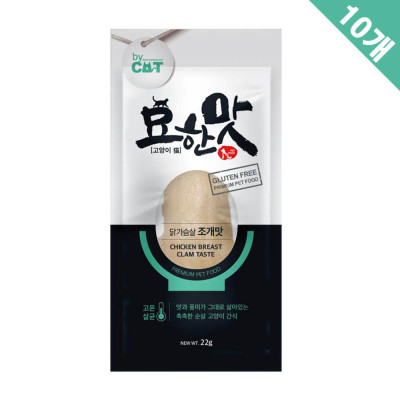 10개
by
CAT
묘한맛
[고양이 猫]
GLUTEN FREE
PREMIUM PET FOOD
닭가슴살 조개맛
CHICKEN BREAST
CLAM TASTE
PREMIUM PET FOOD
고온
살균
맛과 풍미가 그대로 살아있는
촉촉한 순살 고양이 간식
NEW WT. 22g